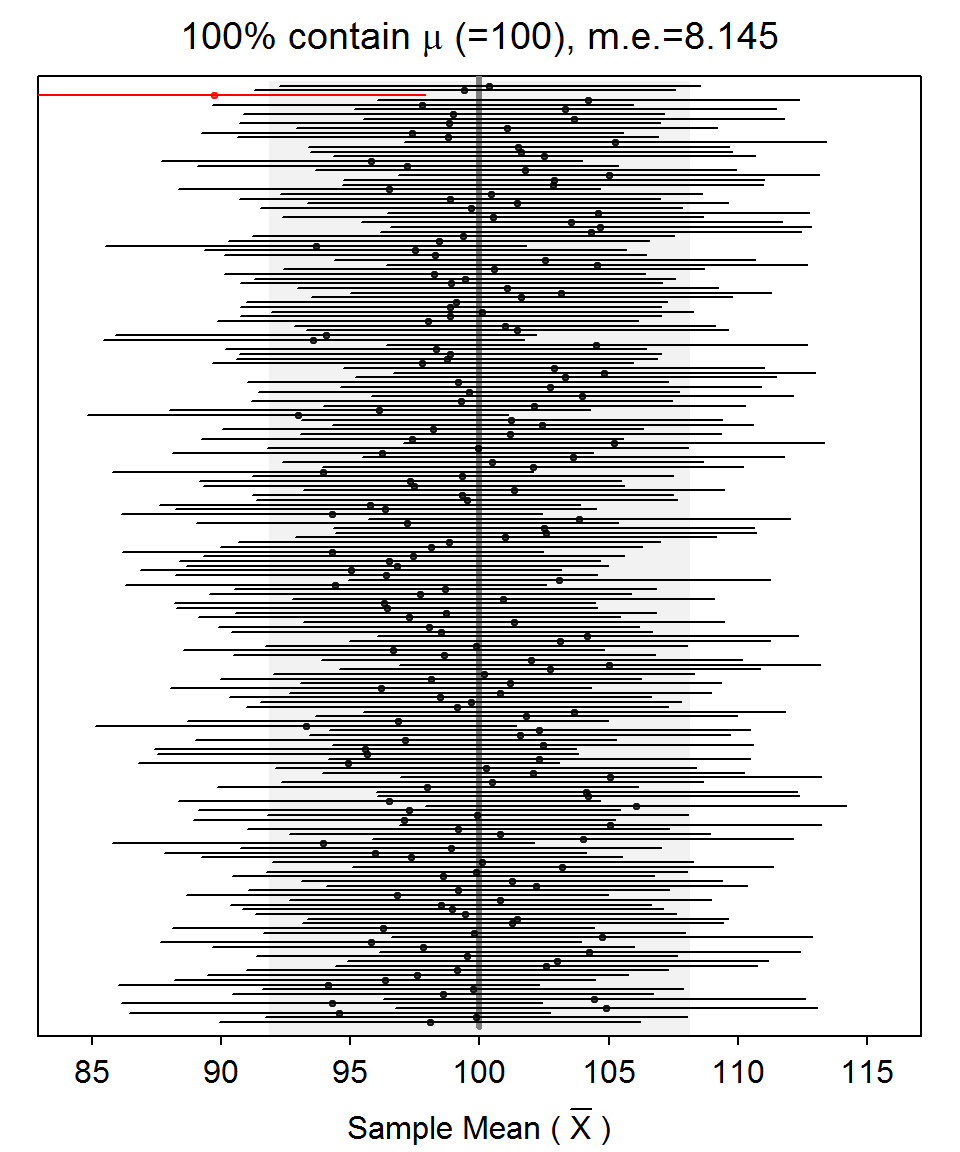 100% contain μ (=100), m.e.=8.145
85 90 95 100 105 110 115
Sample Mean ( X̅ )